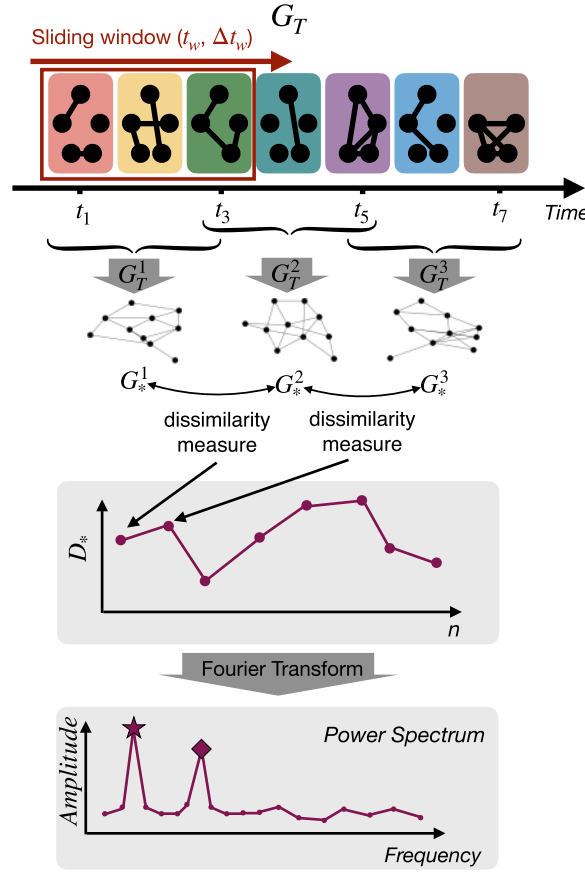 G_T
Sliding window (t_w, Δt_w)
t_1 t_3 t_5 t_7 Time
G_T^1 G_T^2 G_T^3
G_*^1 G_*^2 G_*^3
dissimilarity measure
dissimilarity measure
D_*
n
Fourier Transform
Amplitude
Power Spectrum
Frequency